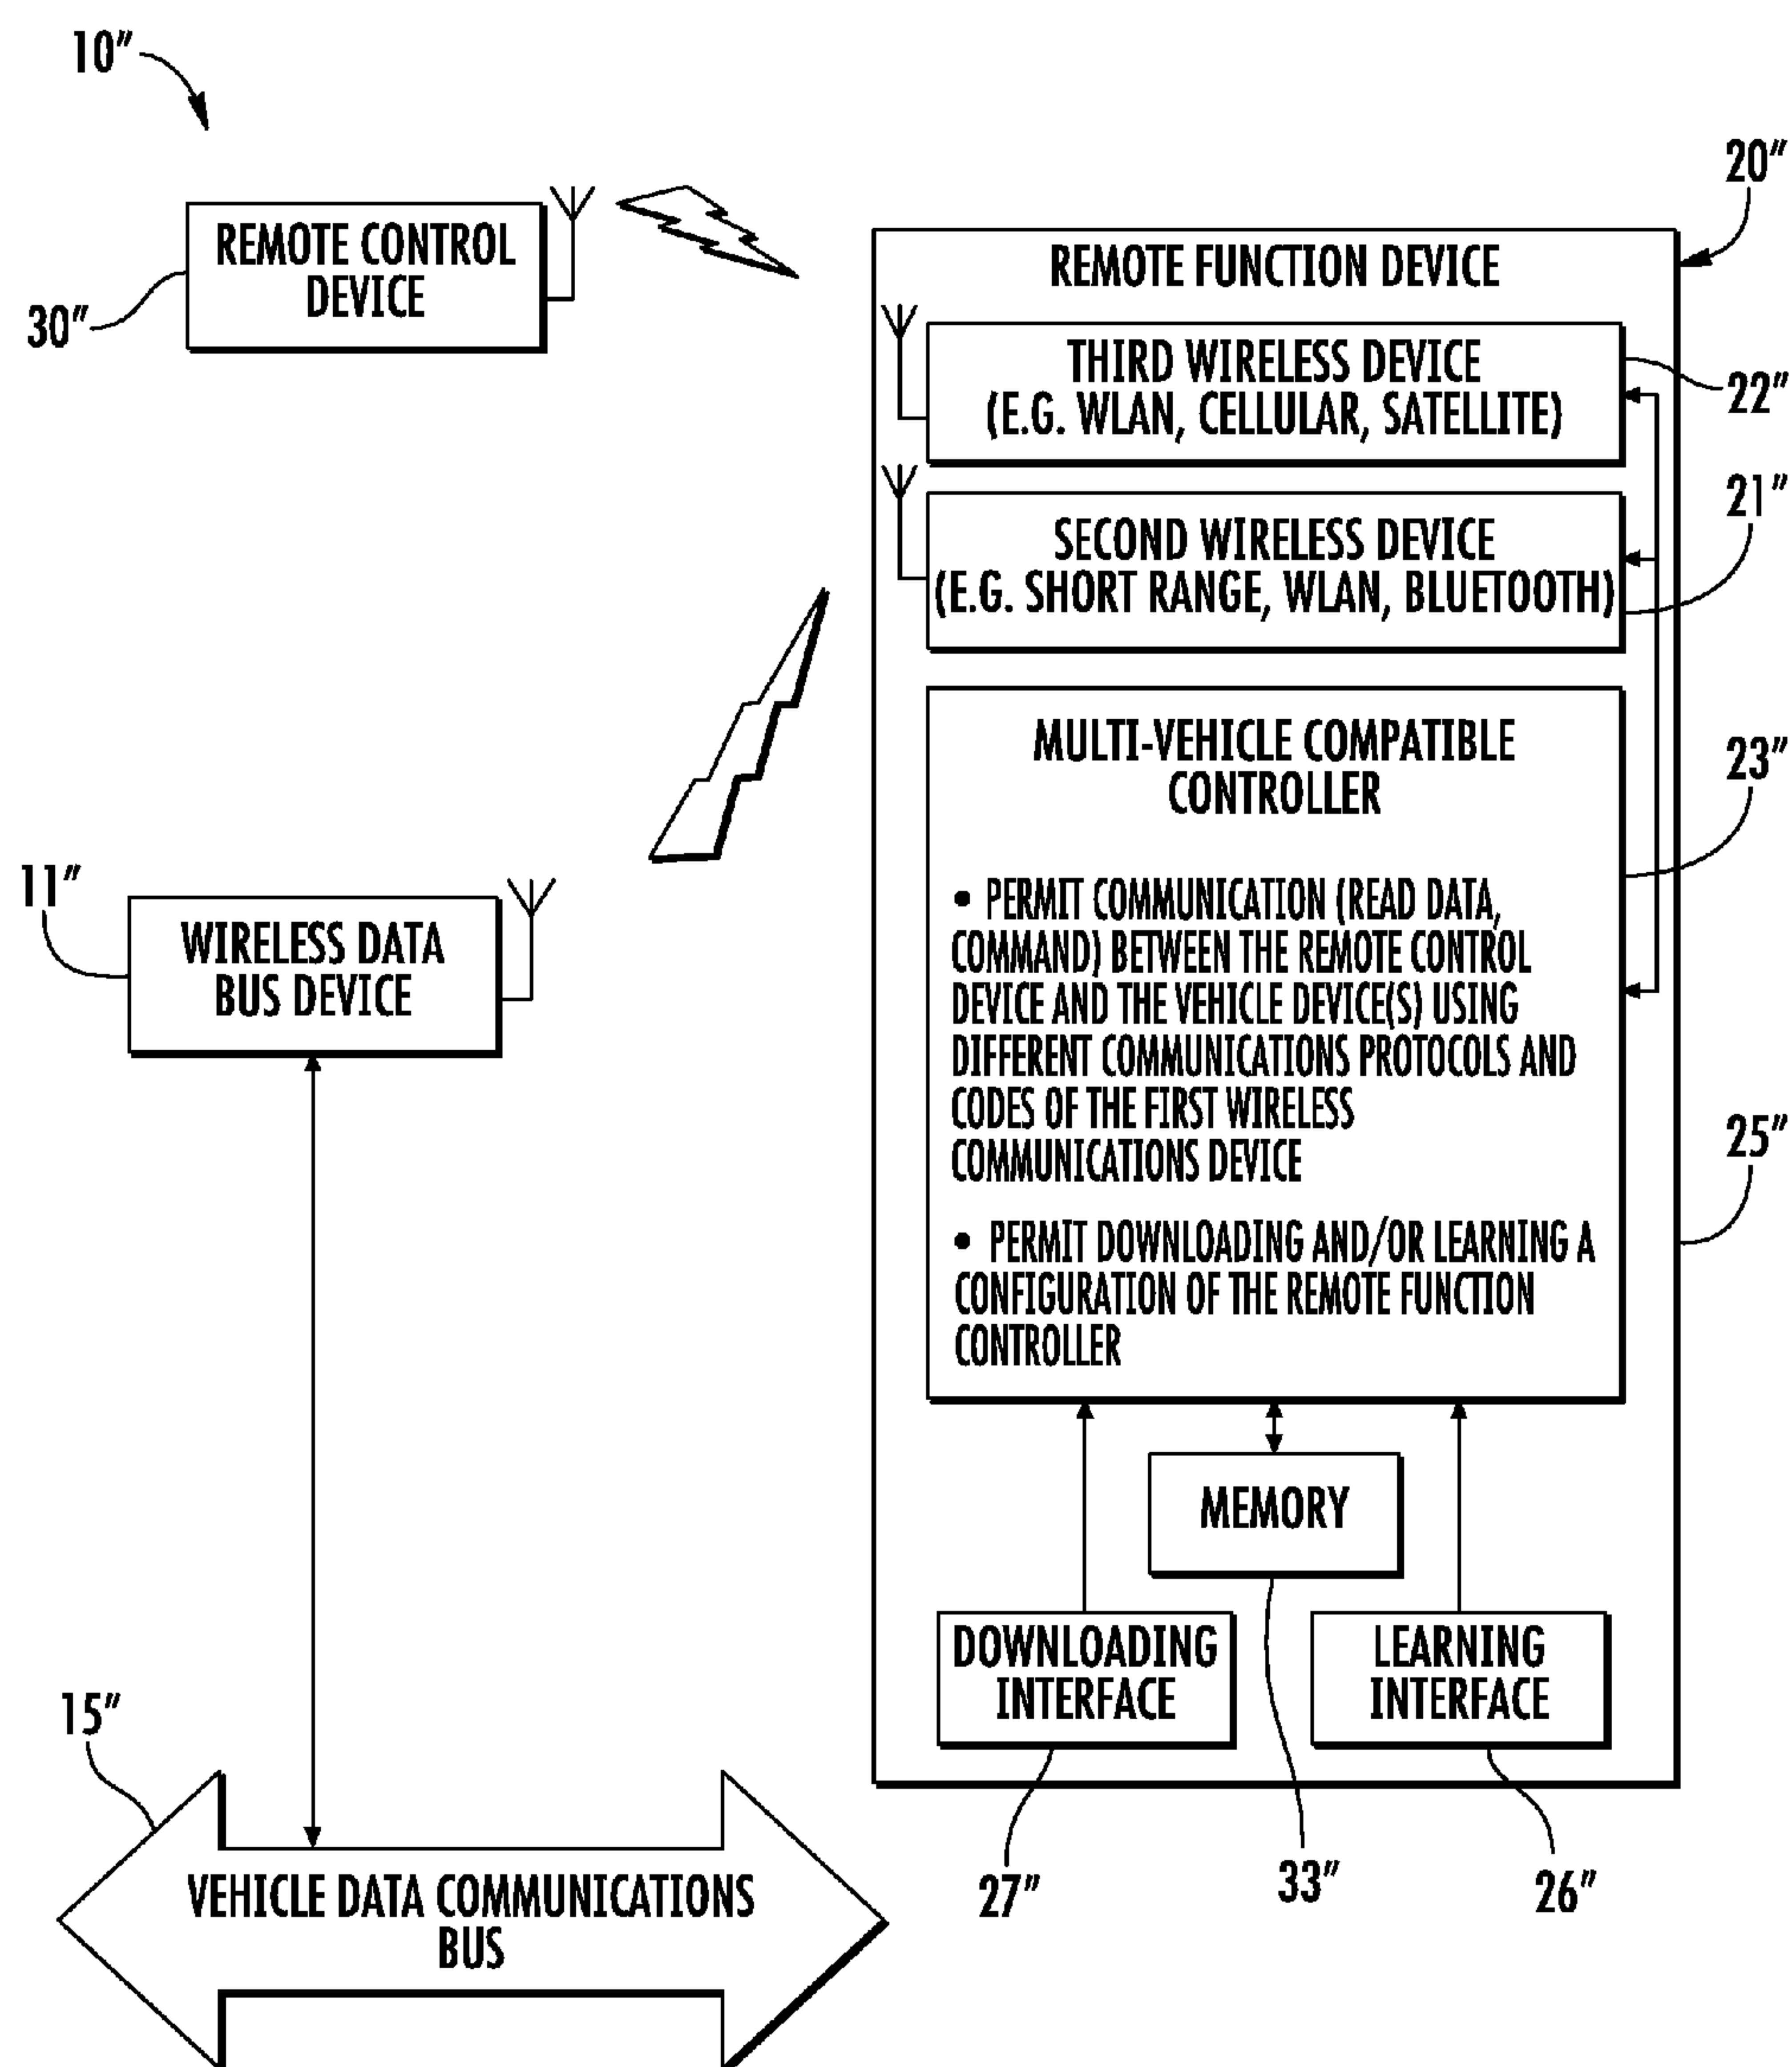 10"
REMOTE CONTROL
DEVICE
30"
20"
REMOTE FUNCTION DEVICE
THIRD WIRELESS DEVICE
(E.G. WLAN, CELLULAR, SATELLITE)
22"
21"
SECOND WIRELESS DEVICE
(E.G. SHORT RANGE, WLAN, BLUETOOTH)
MULTI-VEHICLE COMPATIBLE
CONTROLLER
23"
• PERMIT COMMUNICATION (READ DATA,
COMMAND) BETWEEN THE REMOTE CONTROL
DEVICE AND THE VEHICLE DEVICE(S) USING
DIFFERENT COMMUNICATIONS PROTOCOLS AND
CODES OF THE FIRST WIRELESS
COMMUNICATIONS DEVICE
• PERMIT DOWNLOADING AND/OR LEARNING A
CONFIGURATION OF THE REMOTE FUNCTION
CONTROLLER
25"
11"
WIRELESS DATA
BUS DEVICE
MEMORY
DOWNLOADING
INTERFACE
LEARNING
INTERFACE
27"
33"
26"
15"
VEHICLE DATA COMMUNICATIONS
BUS